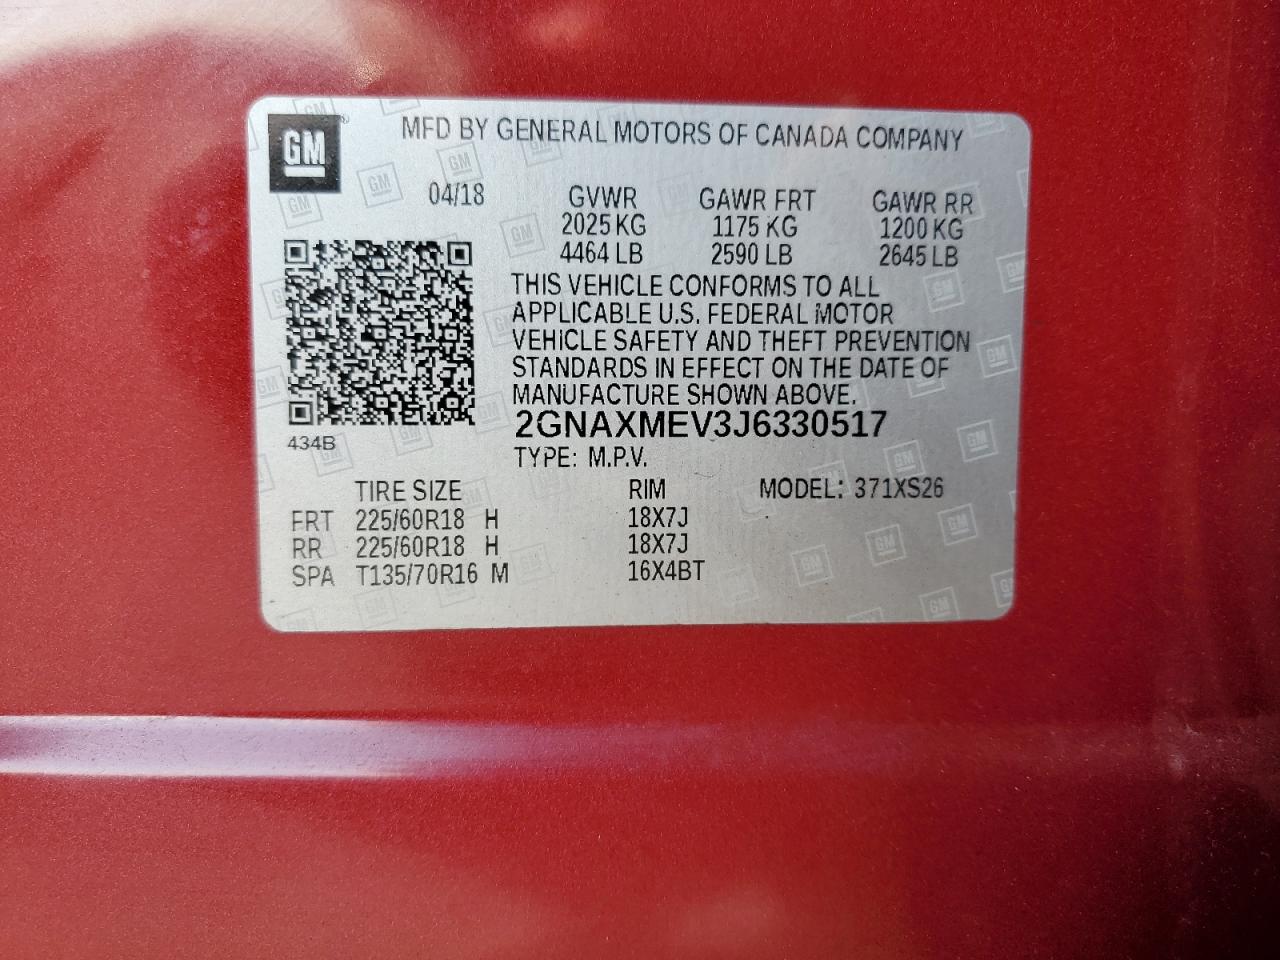 GM
MFD BY GENERAL MOTORS OF CANADA COMPANY
04/18 GVWR GAWR FRT GAWR RR
2025 KG 1175 KG 1200 KG
4464 LB 2590 LB 2645 LB
THIS VEHICLE CONFORMS TO ALL
APPLICABLE U.S. FEDERAL MOTOR
VEHICLE SAFETY AND THEFT PREVENTION
STANDARDS IN EFFECT ON THE DATE OF
MANUFACTURE SHOWN ABOVE.
434B
2GNAXMEV3J6330517
TYPE: M.P.V.
TIRE SIZE RIM MODEL: 371XS26
FRT 225/60R18 H 18X7J
RR 225/60R18 H 18X7J
SPA T135/70R16 M 16X4BT